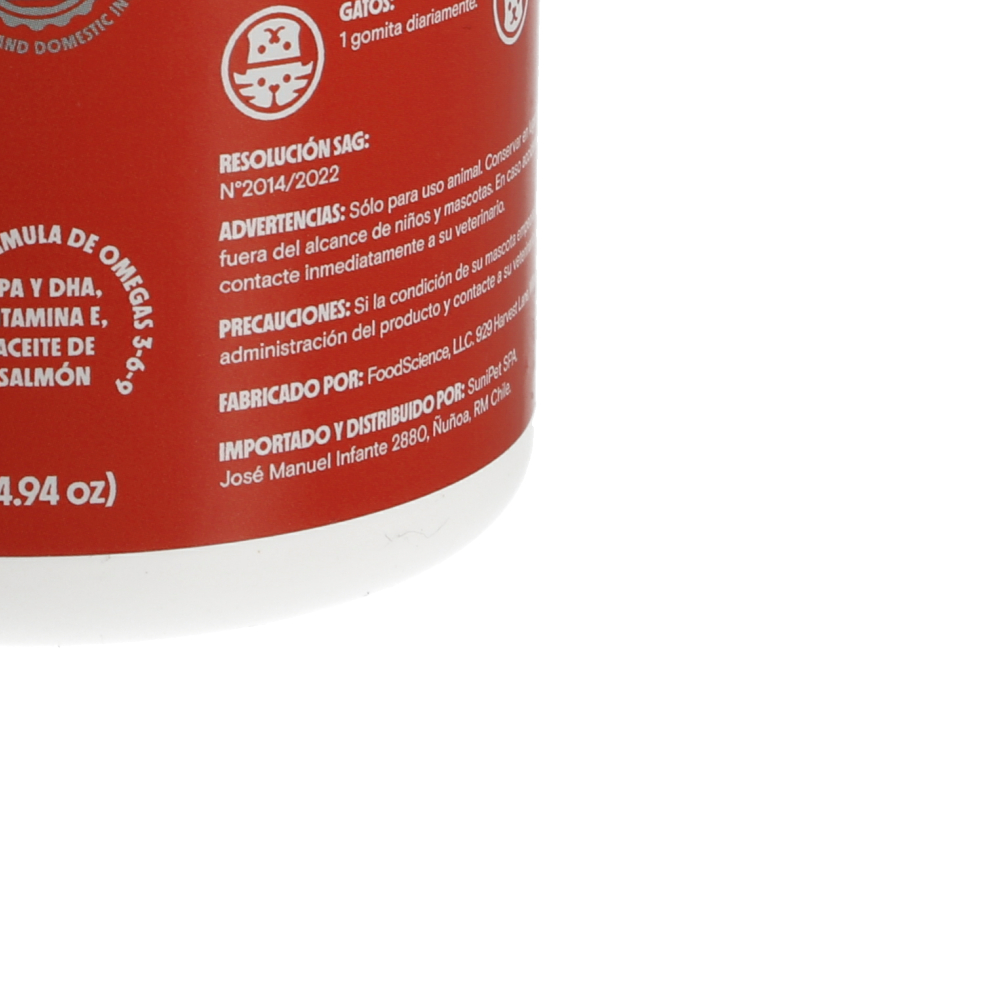 AND DOMESTIC IN
GATOS:
1 gomita diariamente.
RESOLUCIÓN SAG:
N°2014/2022
ADVERTENCIAS: Sólo para uso animal. Conservar en
fuera del alcance de niños y mascotas. En caso
contacte inmediatamente a su veterinario.
PRECAUCIONES: Si la condición de su mascota
administración del producto y contacte a su
FABRICADO POR: FoodScience, LLC. 929 Harvest Lane
IMPORTADO Y DISTRIBUIDO POR: SuniPet SPA
José Manuel Infante 2880, Ñuñoa, RM Chile.
MULA DE OMEGAS 3-6-9
PA Y DHA,
TAMINA E,
ACEITE DE
SALMÓN
4.94 oz)